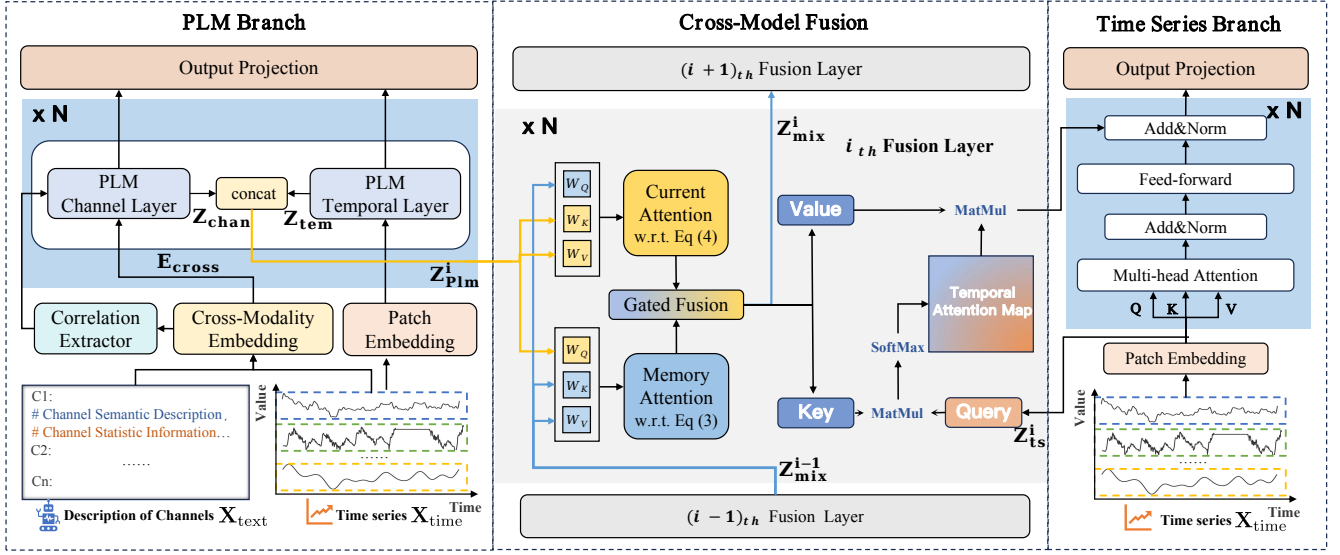 PLM Branch
Output Projection
x N
PLM
Channel Layer
concat
PLM
Temporal Layer
Z_chan
Z_tem
E_cross
Z^i_Plm
Correlation
Extractor
Cross-Modality
Embedding
Patch
Embedding
C1:
# Channel Semantic Description.
# Channel Statistic Information...
C2:
......
Cn:
Value
......
Time
Description of Channels X_text
Time series X_time
Cross-Model Fusion
(i + 1)_th Fusion Layer
x N
Z^i_mix
i_th Fusion Layer
W_Q
W_K
W_V
Current
Attention
w.r.t. Eq (4)
Gated Fusion
W_Q
W_K
W_V
Memory
Attention
w.r.t. Eq (3)
Value
MatMul
Temporal
Attention Map
SoftMax
Key
MatMul
Query
Z^i_ts
Z^{i-1}_mix
(i - 1)_th Fusion Layer
Time Series Branch
Output Projection
x N
Add&Norm
Feed-forward
Add&Norm
Multi-head Attention
Q K V
Patch Embedding
Value
......
Time
Time series X_time